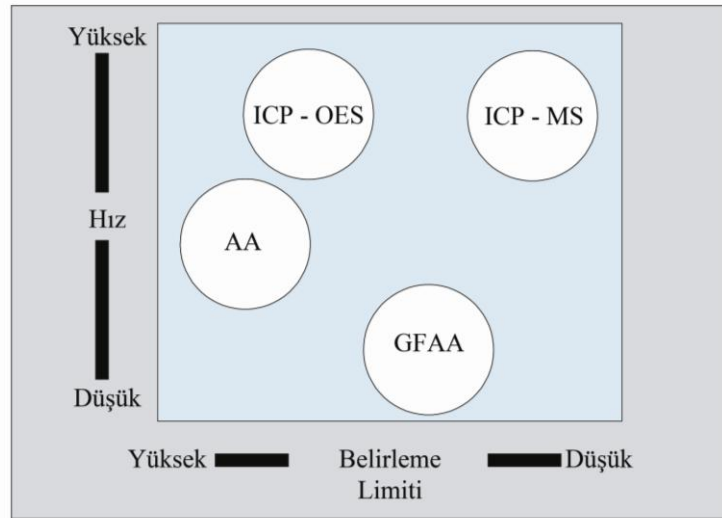 Yüksek
ICP - OES
ICP - MS
Hız
AA
GFAA
Düşük
Yüksek
Belirleme
Limiti
Düşük